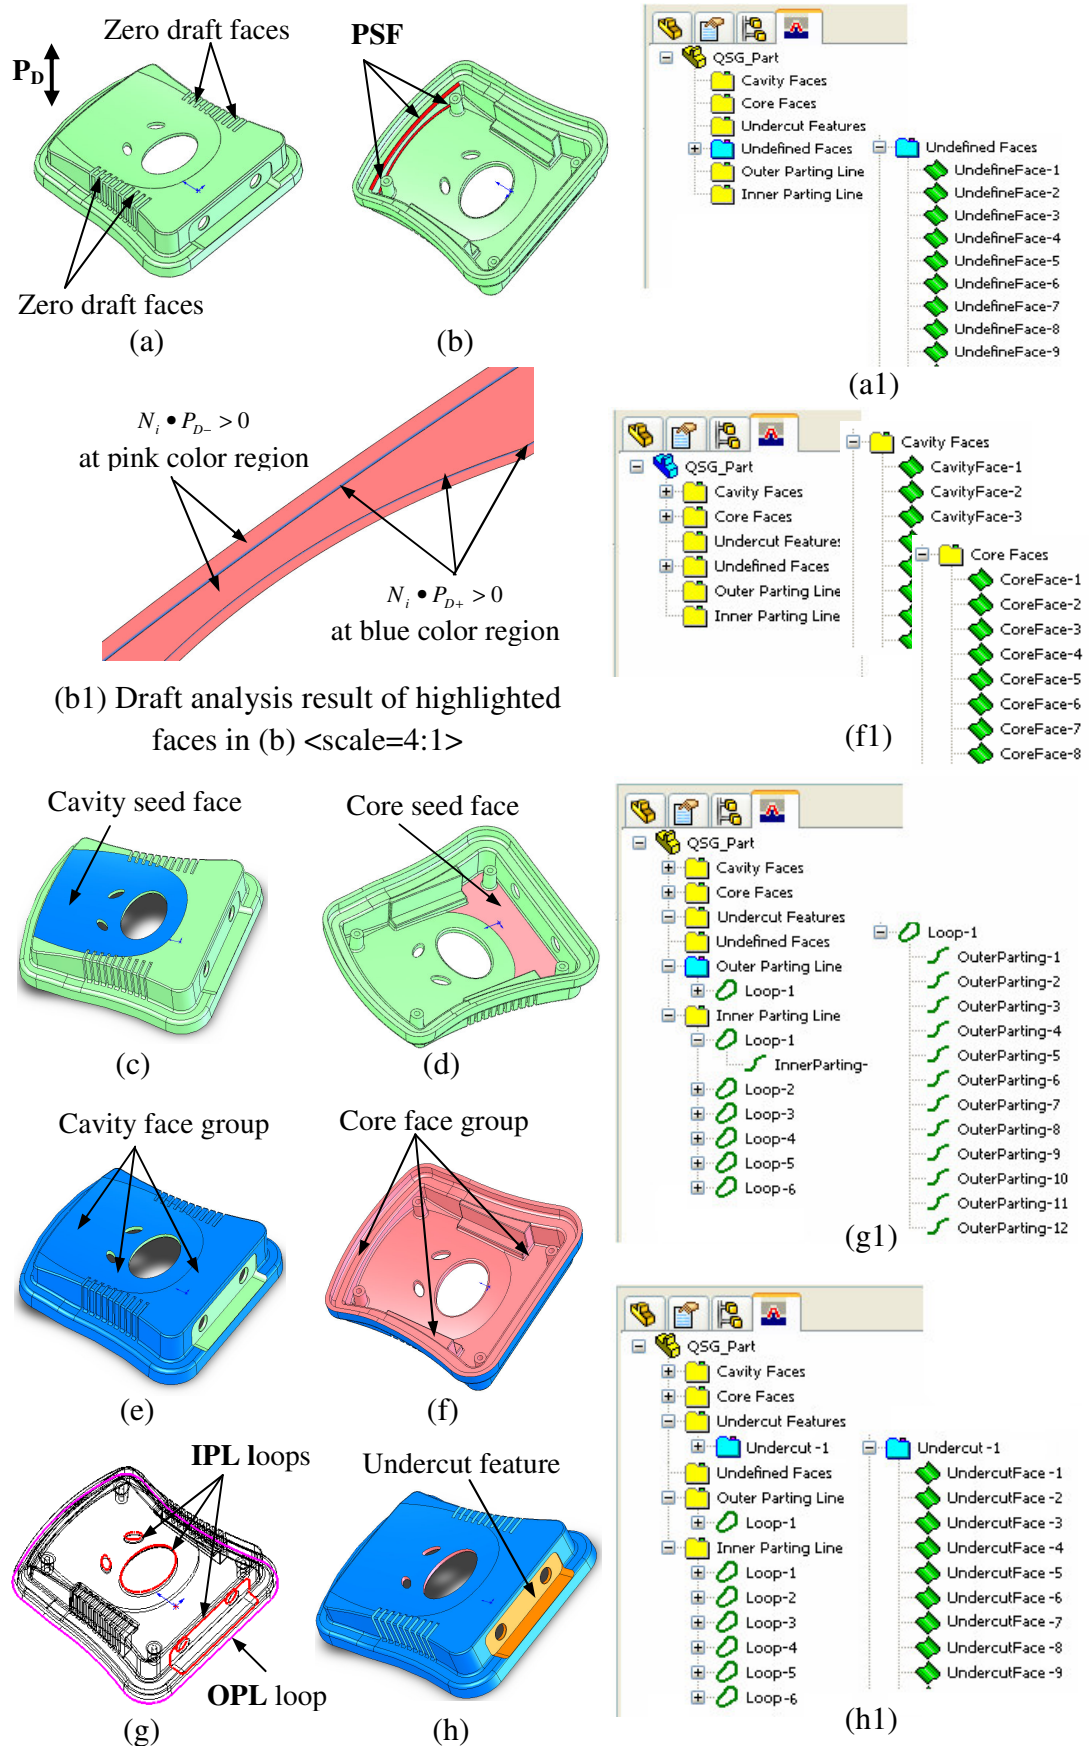 Zero draft faces
P_D
Zero draft faces
(a)
PSF
(b)
QSG_Part
Cavity Faces
Core Faces
Undercut Features
Undefined Faces
Outer Parting Line
Inner Parting Line
Undefined Faces
UndefineFace-1
UndefineFace-2
UndefineFace-3
UndefineFace-4
UndefineFace-5
UndefineFace-6
UndefineFace-7
UndefineFace-8
UndefineFace-9
(a1)
N_i • P_{D−} > 0
at pink color region
N_i • P_{D+} > 0
at blue color region
(b1) Draft analysis result of highlighted
faces in (b) <scale=4:1>
QSG_Part
Cavity Faces
Core Faces
Undercut Features
Undefined Faces
Outer Parting Line
Inner Parting Line
Cavity Faces
CavityFace-1
CavityFace-2
CavityFace-3
Core Faces
CoreFace-1
CoreFace-2
CoreFace-3
CoreFace-4
CoreFace-5
CoreFace-6
CoreFace-7
CoreFace-8
(f1)
Cavity seed face
(c)
Core seed face
(d)
Cavity face group
(e)
Core face group
(f)
QSG_Part
Cavity Faces
Core Faces
Undercut Features
Undefined Faces
Outer Parting Line
Loop-1
Inner Parting Line
Loop-1
InnerParting-
Loop-2
Loop-3
Loop-4
Loop-5
Loop-6
Loop-1
OuterParting-1
OuterParting-2
OuterParting-3
OuterParting-4
OuterParting-5
OuterParting-6
OuterParting-7
OuterParting-8
OuterParting-9
OuterParting-10
OuterParting-11
OuterParting-12
(g1)
IPL loops
OPL loop
(g)
Undercut feature
(h)
QSG_Part
Cavity Faces
Core Faces
Undercut Features
Undercut -1
Undefined Faces
Outer Parting Line
Loop-1
Inner Parting Line
Loop-1
Loop-2
Loop-3
Loop-4
Loop-5
Loop-6
Undercut -1
UndercutFace -1
UndercutFace -2
UndercutFace -3
UndercutFace -4
UndercutFace -5
UndercutFace -6
UndercutFace -7
UndercutFace -8
UndercutFace -9
(h1)